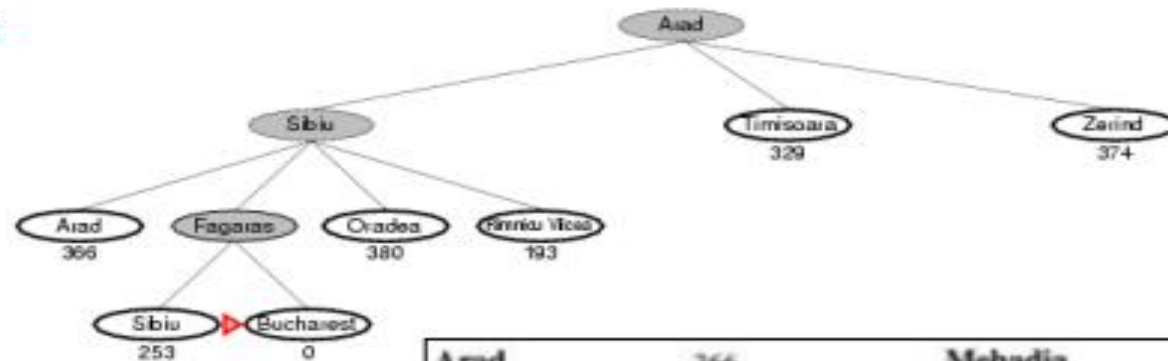 Arad
Sibiu Timisoara Zerind
329 374
Arad Fagaras Oradea Rimnicu Vilcea
366 380 193
Sibiu Bucharest
253 0
Arad 366 Mehadia